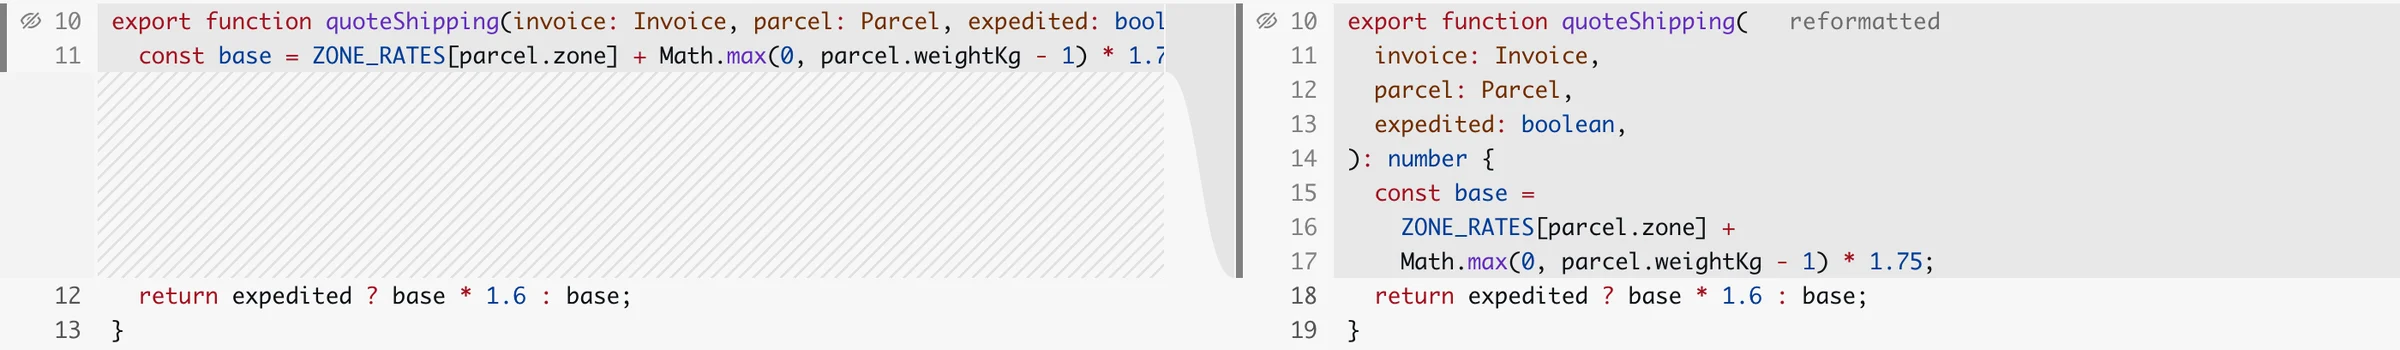 10 export function quoteShipping(invoice: Invoice, parcel: Parcel, expedited: bool
11 const base = ZONE_RATES[parcel.zone] + Math.max(0, parcel.weightKg - 1) * 1.7
12 return expedited ? base * 1.6 : base;
13 }
10 export function quoteShipping( reformatted
11 invoice: Invoice,
12 parcel: Parcel,
13 expedited: boolean,
14 ): number {
15 const base =
16 ZONE_RATES[parcel.zone] +
17 Math.max(0, parcel.weightKg - 1) * 1.75;
18 return expedited ? base * 1.6 : base;
19 }